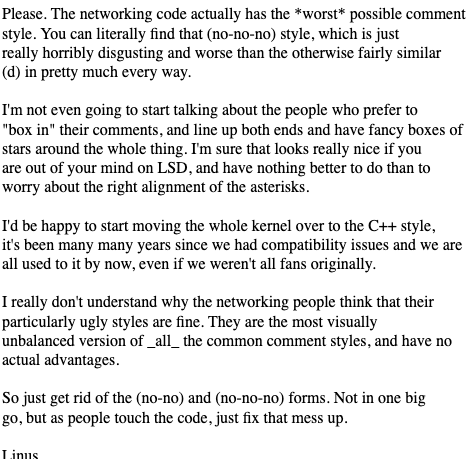 Please. The networking code actually has the *worst* possible comment
style. You can literally find that (no-no-no) style, which is just
really horribly disgusting and worse than the otherwise fairly similar
(d) in pretty much every way.
I'm not even going to start talking about the people who prefer to
"box in" their comments, and line up both ends and have fancy boxes of
stars around the whole thing. I'm sure that looks really nice if you
are out of your mind on LSD, and have nothing better to do than to
worry about the right alignment of the asterisks.
I'd be happy to start moving the whole kernel over to the C++ style,
it's been many many years since we had compatibility issues and we are
all used to it by now, even if we weren't all fans originally.
I really don't understand why the networking people think that their
particularly ugly styles are fine. They are the most visually
unbalanced version of _all_ the common comment styles, and have no
actual advantages.
So just get rid of the (no-no) and (no-no-no) forms. Not in one big
go, but as people touch the code, just fix that mess up.
Linus